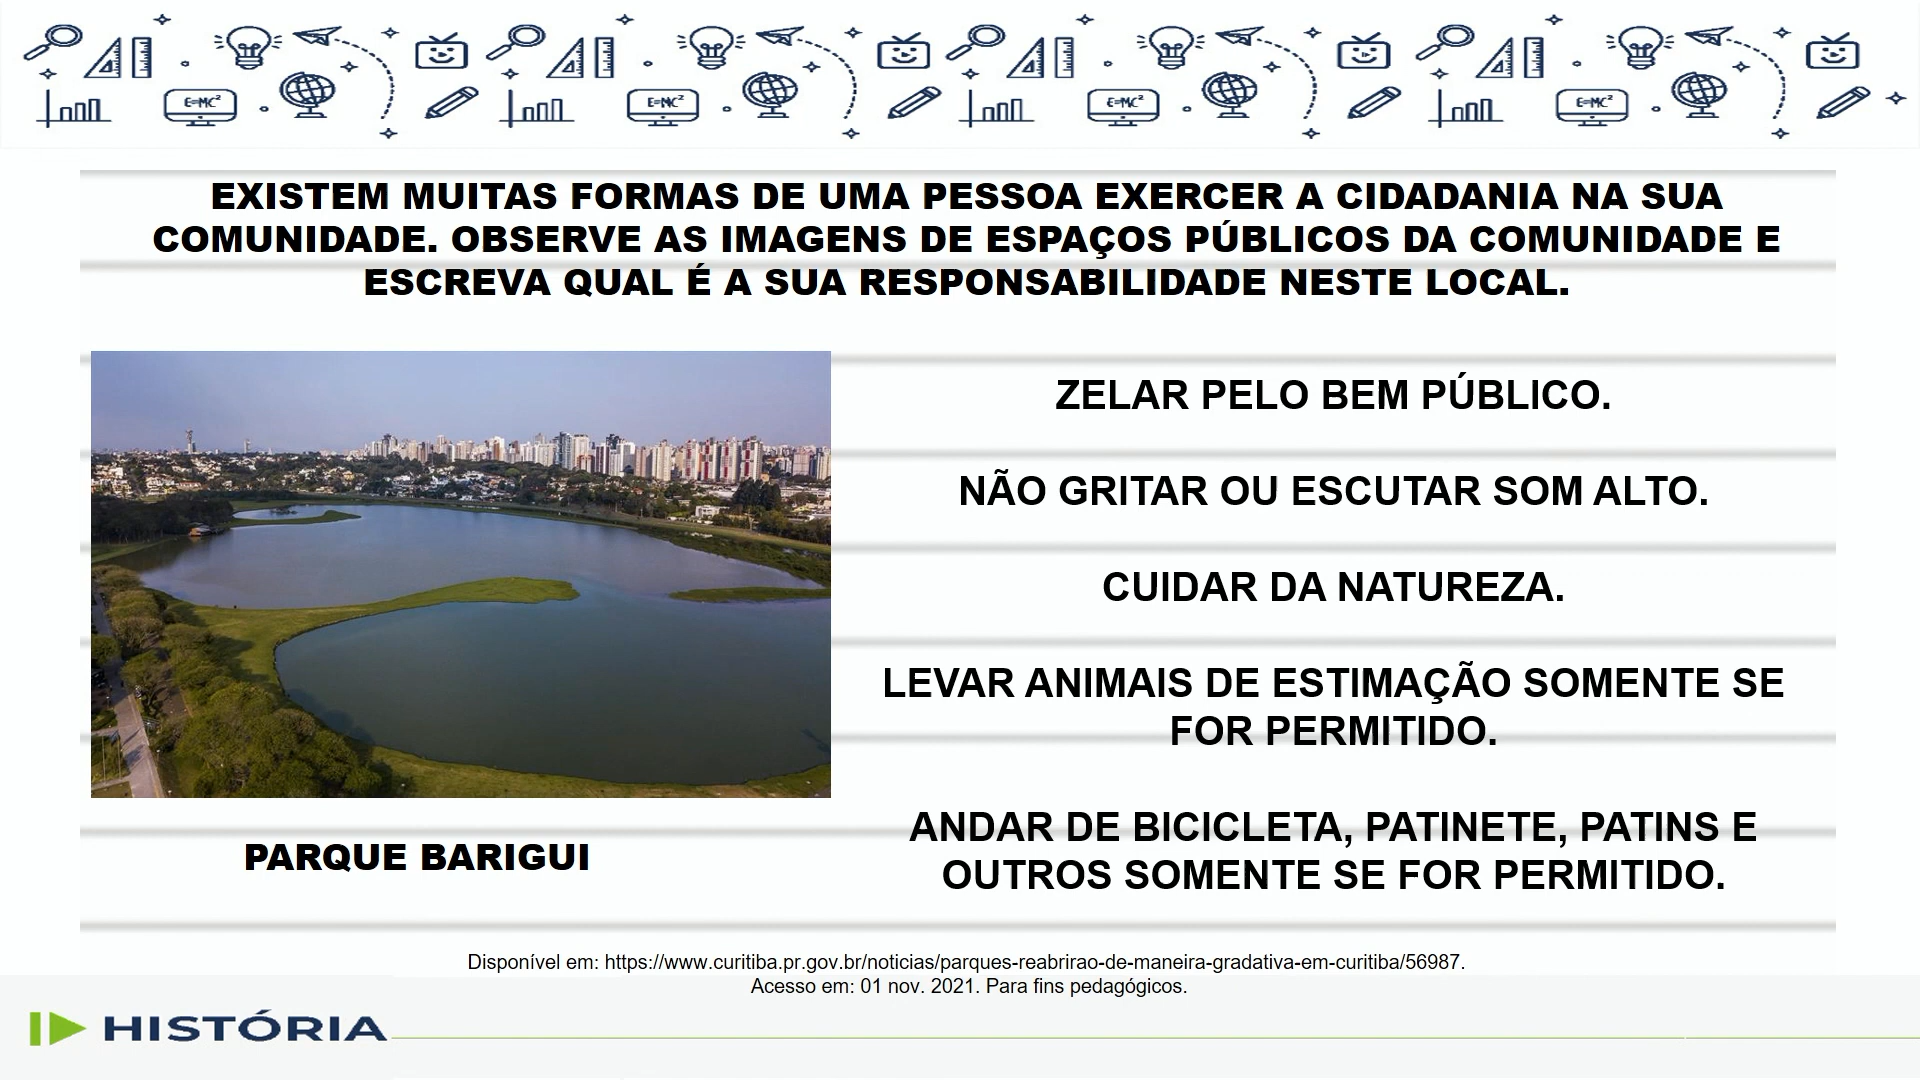 E=MC²
E=MC²
E=MC²
E=MC²
EXISTEM MUITAS FORMAS DE UMA PESSOA EXERCER A CIDADANIA NA SUA
COMUNIDADE. OBSERVE AS IMAGENS DE ESPAÇOS PÚBLICOS DA COMUNIDADE E
ESCREVA QUAL É A SUA RESPONSABILIDADE NESTE LOCAL.
ZELAR PELO BEM PÚBLICO.
NÃO GRITAR OU ESCUTAR SOM ALTO.
CUIDAR DA NATUREZA.
LEVAR ANIMAIS DE ESTIMAÇÃO SOMENTE SE
FOR PERMITIDO.
ANDAR DE BICICLETA, PATINETE, PATINS E
OUTROS SOMENTE SE FOR PERMITIDO.
PARQUE BARIGUI
Disponível em: https://www.curitiba.pr.gov.br/noticias/parques-reabrirao-de-maneira-gradativa-em-curitiba/56987.
Acesso em: 01 nov. 2021. Para fins pedagógicos.
HISTÓRIA